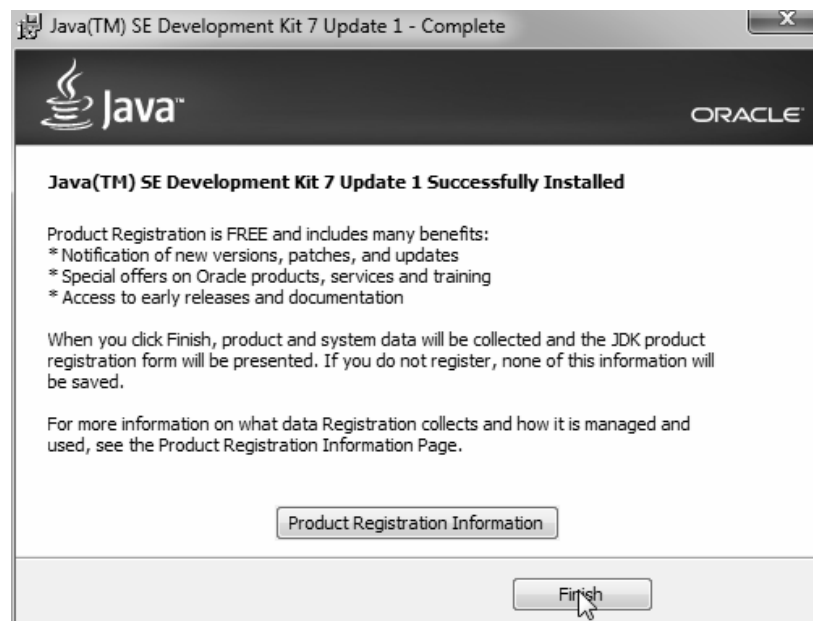 Java(TM) SE Development Kit 7 Update 1 - Complete
Java™
ORACLE
Java(TM) SE Development Kit 7 Update 1 Successfully Installed
Product Registration is FREE and includes many benefits:
* Notification of new versions, patches, and updates
* Special offers on Oracle products, services and training
* Access to early releases and documentation
When you click Finish, product and system data will be collected and the JDK product
registration form will be presented. If you do not register, none of this information will
be saved.
For more information on what data Registration collects and how it is managed and
used, see the Product Registration Information Page.
Product Registration Information
Finish